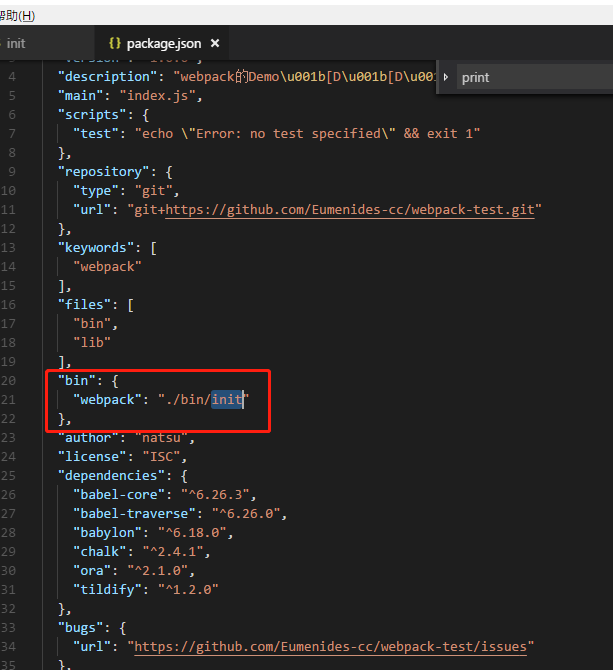 帮助(H)
init
{} package.json ×
print
4 "description": "webpack的Demo\u001b[D\u001b[D\u001
5 "main": "index.js",
6 "scripts": {
7 "test": "echo \"Error: no test specified\" && exit 1"
8 },
9 "repository": {
10 "type": "git",
11 "url": "git+https://github.com/Eumenides-cc/webpack-test.git"
12 },
13 "keywords": [
14 "webpack"
15 ],
16 "files": [
17 "bin",
18 "lib"
19 ],
20 "bin": {
21 "webpack": "./bin/init"
22 },
23 "author": "natsu",
24 "license": "ISC",
25 "dependencies": {
26 "babel-core": "^6.26.3",
27 "babel-traverse": "^6.26.0",
28 "babylon": "^6.18.0",
29 "chalk": "^2.4.1",
30 "ora": "^2.1.0",
31 "tildify": "^1.2.0"
32 },
33 "bugs": {
34 "url": "https://github.com/Eumenides-cc/webpack-test/issues"
35 },